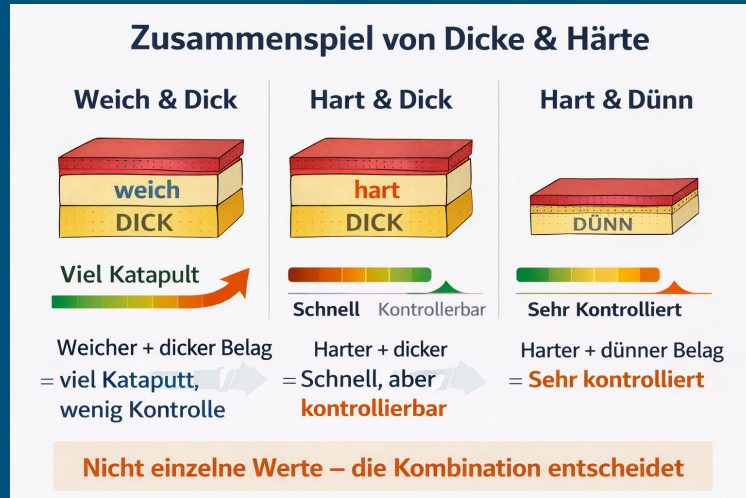 Zusammenspiel von Dicke & Härte
Weich & Dick
weich
DICK
Viel Katapult
Weicher + dicker Belag
= viel Kataputt,
wenig Kontrolle
Hart & Dick
hart
DICK
Schnell Kontrollerbar
Harter + dicker
= Schnell, aber
kontrollierbar
Hart & Dünn
DÜNN
Sehr Kontrolliert
Harter + dünner Belag
= Sehr kontrolliert
Nicht einzelne Werte – die Kombination entscheidet